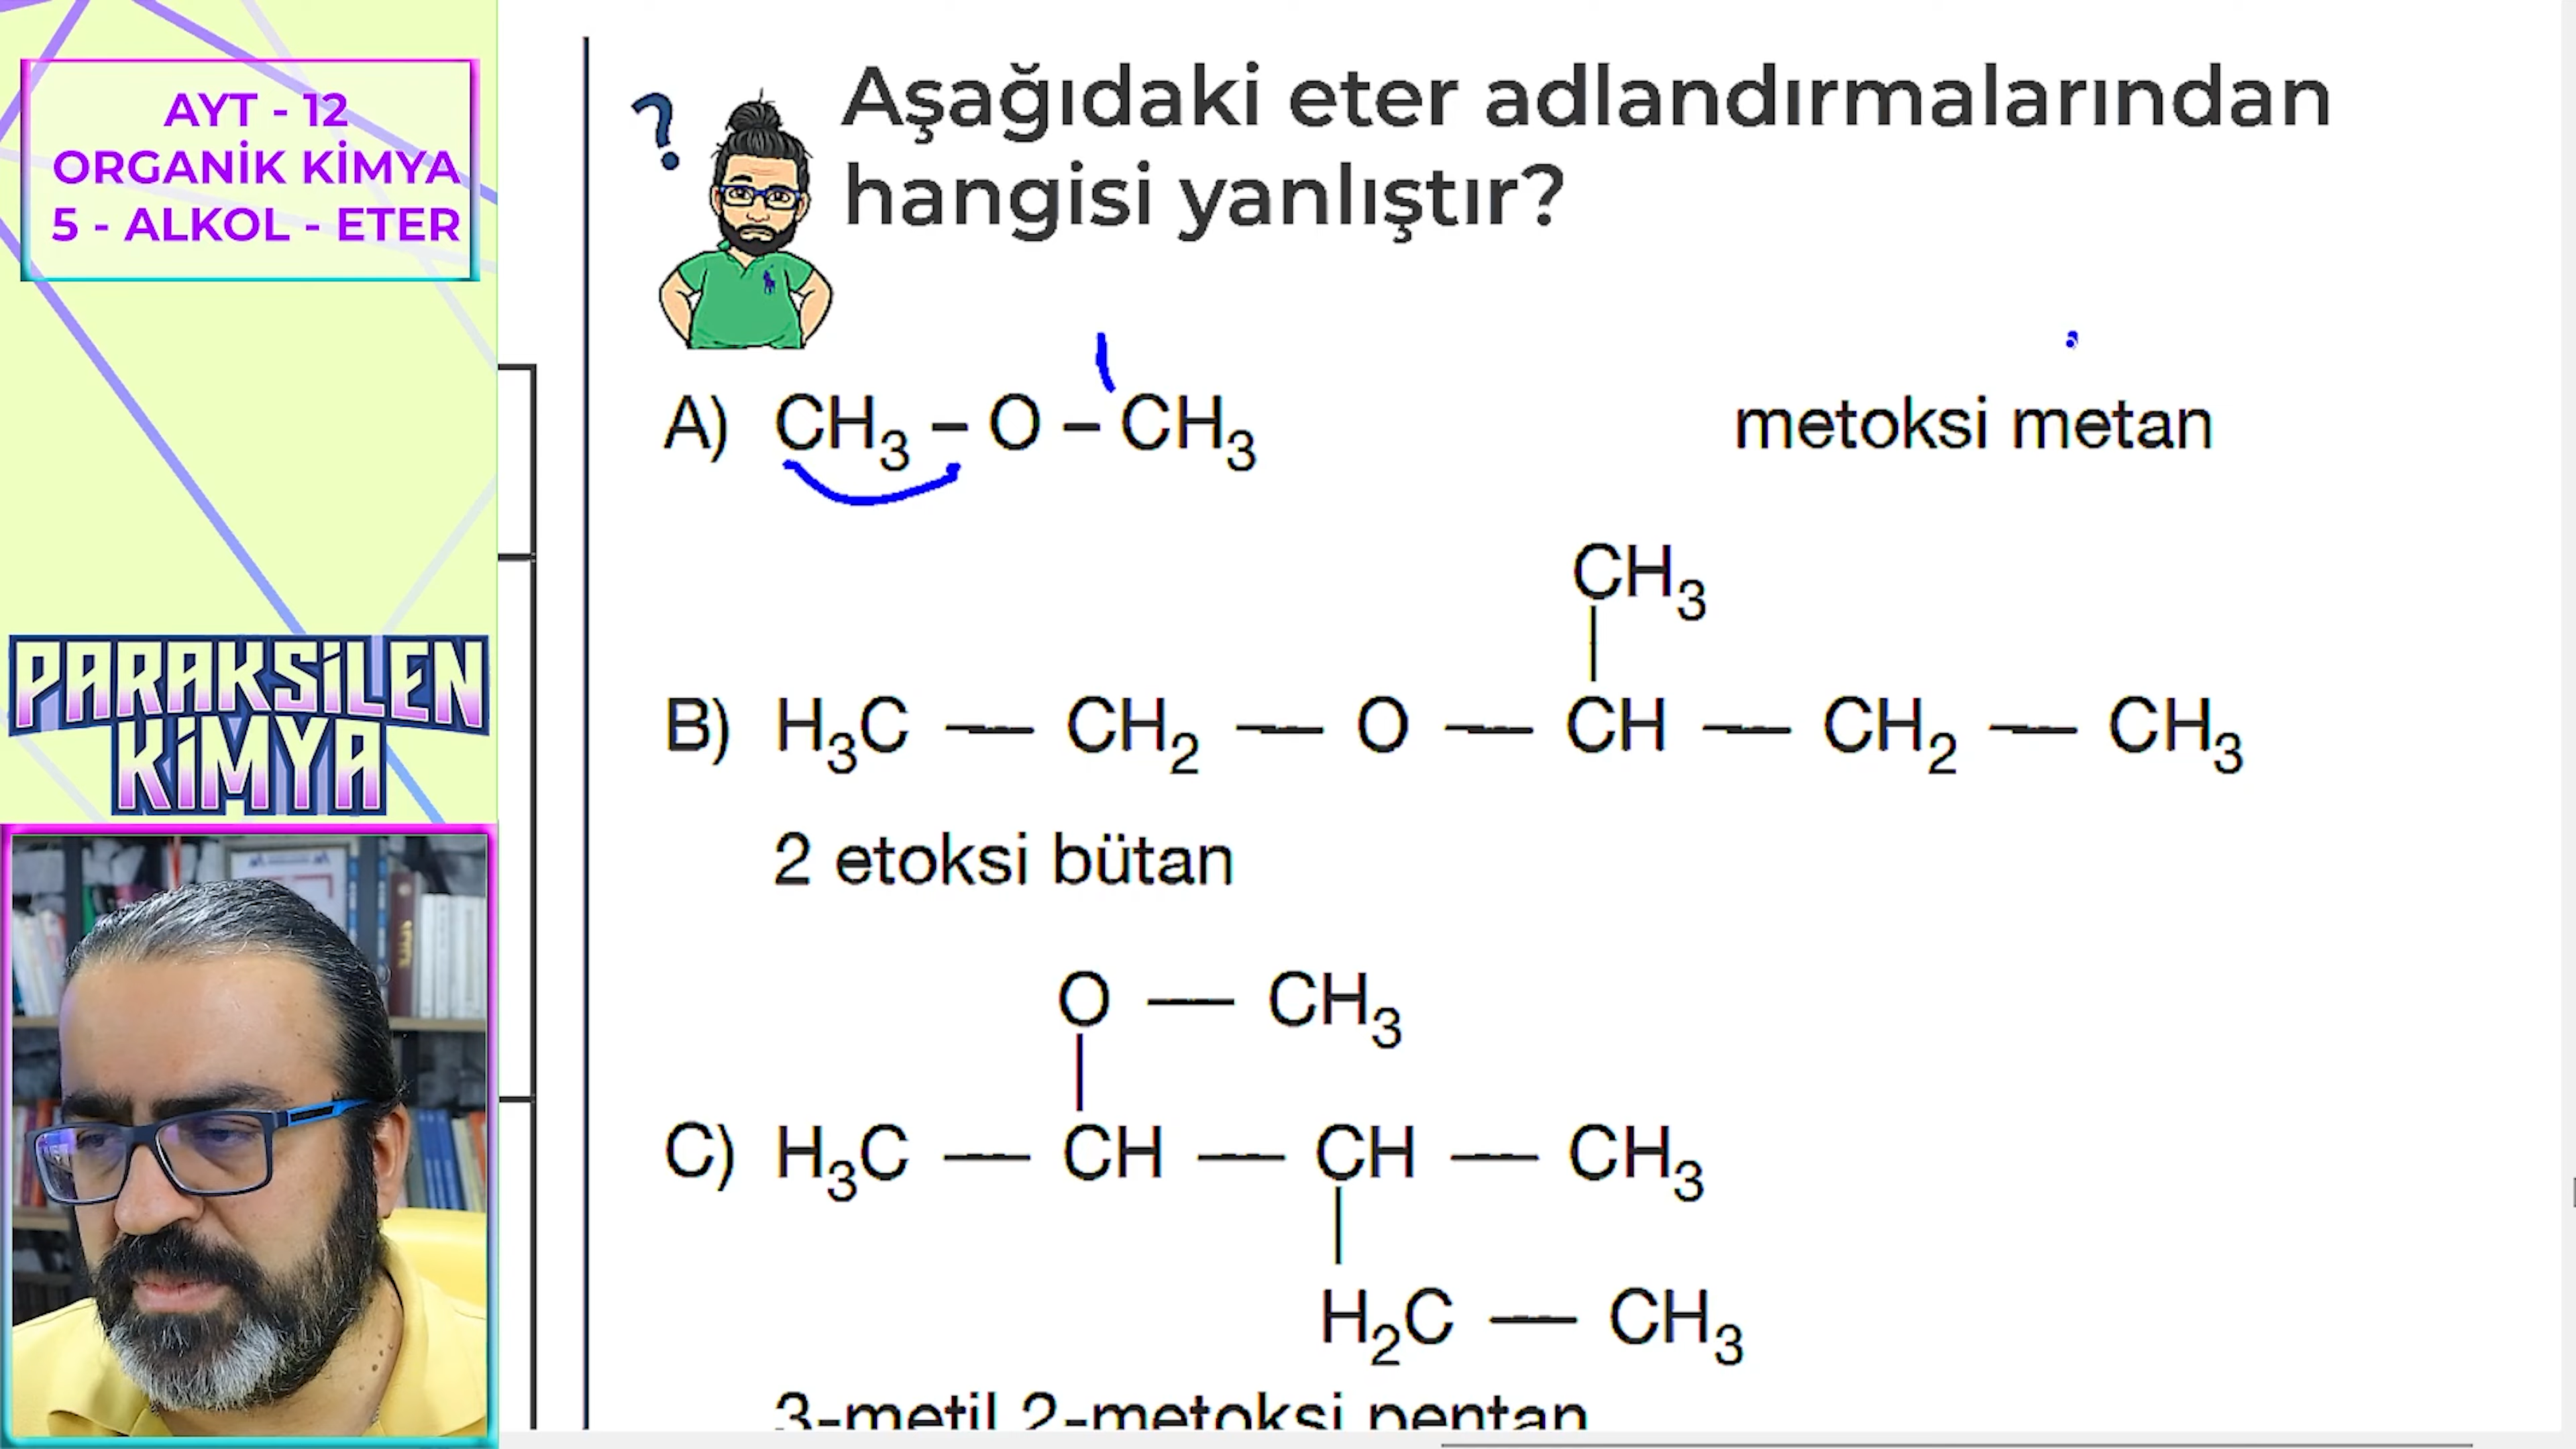 AYT - 12
ORGANİK KİMYA
5 - ALKOL - ETER
PARAKSİLEN
KİMYA
?
Aşağıdaki eter adlandırmalarından
hangisi yanlıştır?
A) CH₃ – O – CH₃ metoksi metan
CH₃
B) H₃C — CH₂ — O — CH — CH₂ — CH₃
2 etoksi bütan
O — CH₃
C) H₃C — CH — CH — CH₃
H₂C — CH₃
3-metil 2-metoksi pentan